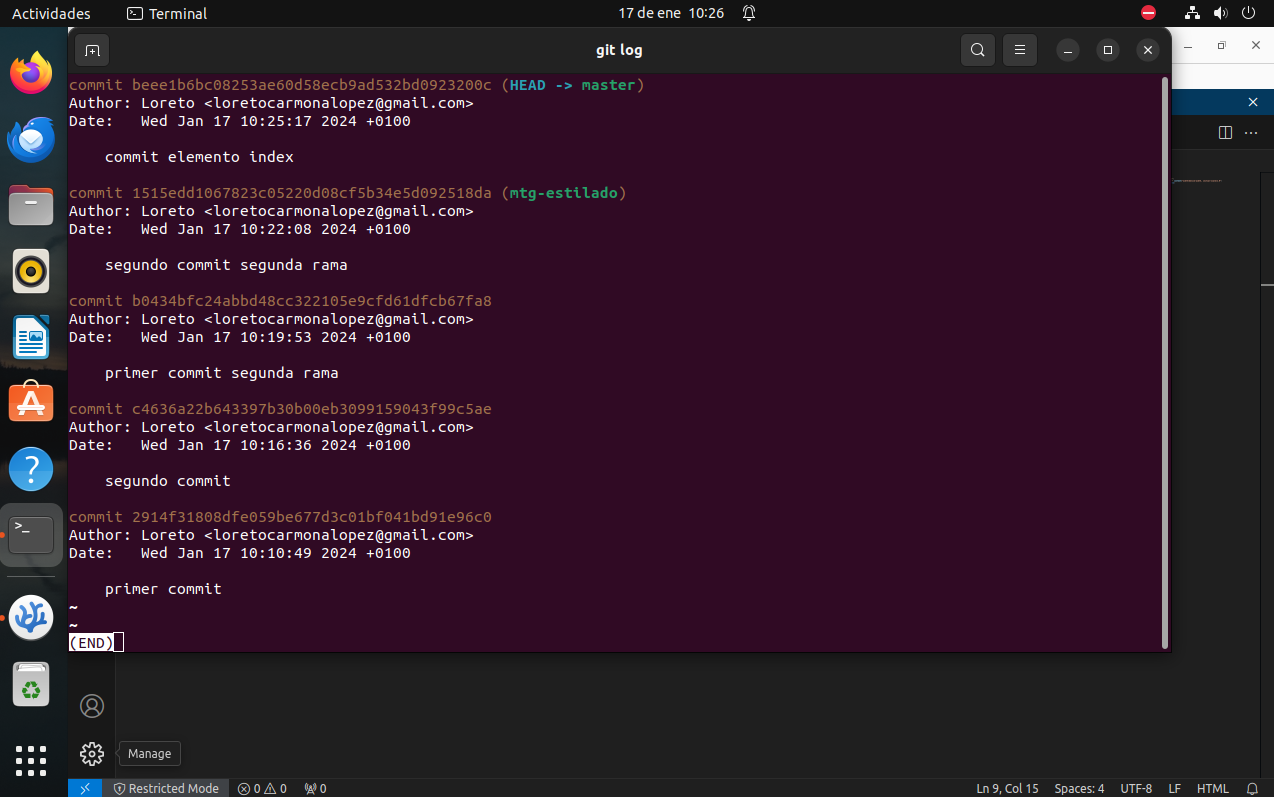 Actividades
Terminal
17 de ene 10:26
git log
commit beee1b6bc08253ae60d58ecb9ad532bd0923200c (HEAD -> master)
Author: Loreto <loretocarmonalopez@gmail.com>
Date:   Wed Jan 17 10:25:17 2024 +0100
commit elemento index
commit 1515edd1067823c05220d08cf5b34e5d092518da (mtg-estilado)
Author: Loreto <loretocarmonalopez@gmail.com>
Date:   Wed Jan 17 10:22:08 2024 +0100
segundo commit segunda rama
commit b0434bfc24abbd48cc322105e9cfd61dfcb67fa8
Author: Loreto <loretocarmonalopez@gmail.com>
Date:   Wed Jan 17 10:19:53 2024 +0100
primer commit segunda rama
commit c4636a22b643397b30b00eb3099159043f99c5ae
Author: Loreto <loretocarmonalopez@gmail.com>
Date:   Wed Jan 17 10:16:36 2024 +0100
segundo commit
commit 2914f31808dfe059be677d3c01bf041bd91e96c0
Author: Loreto <loretocarmonalopez@gmail.com>
Date:   Wed Jan 17 10:10:49 2024 +0100
primer commit
~
~
(END)
Manage
Restricted Mode
0
0
0
Ln 9, Col 15
Spaces: 4
UTF-8
LF
HTML